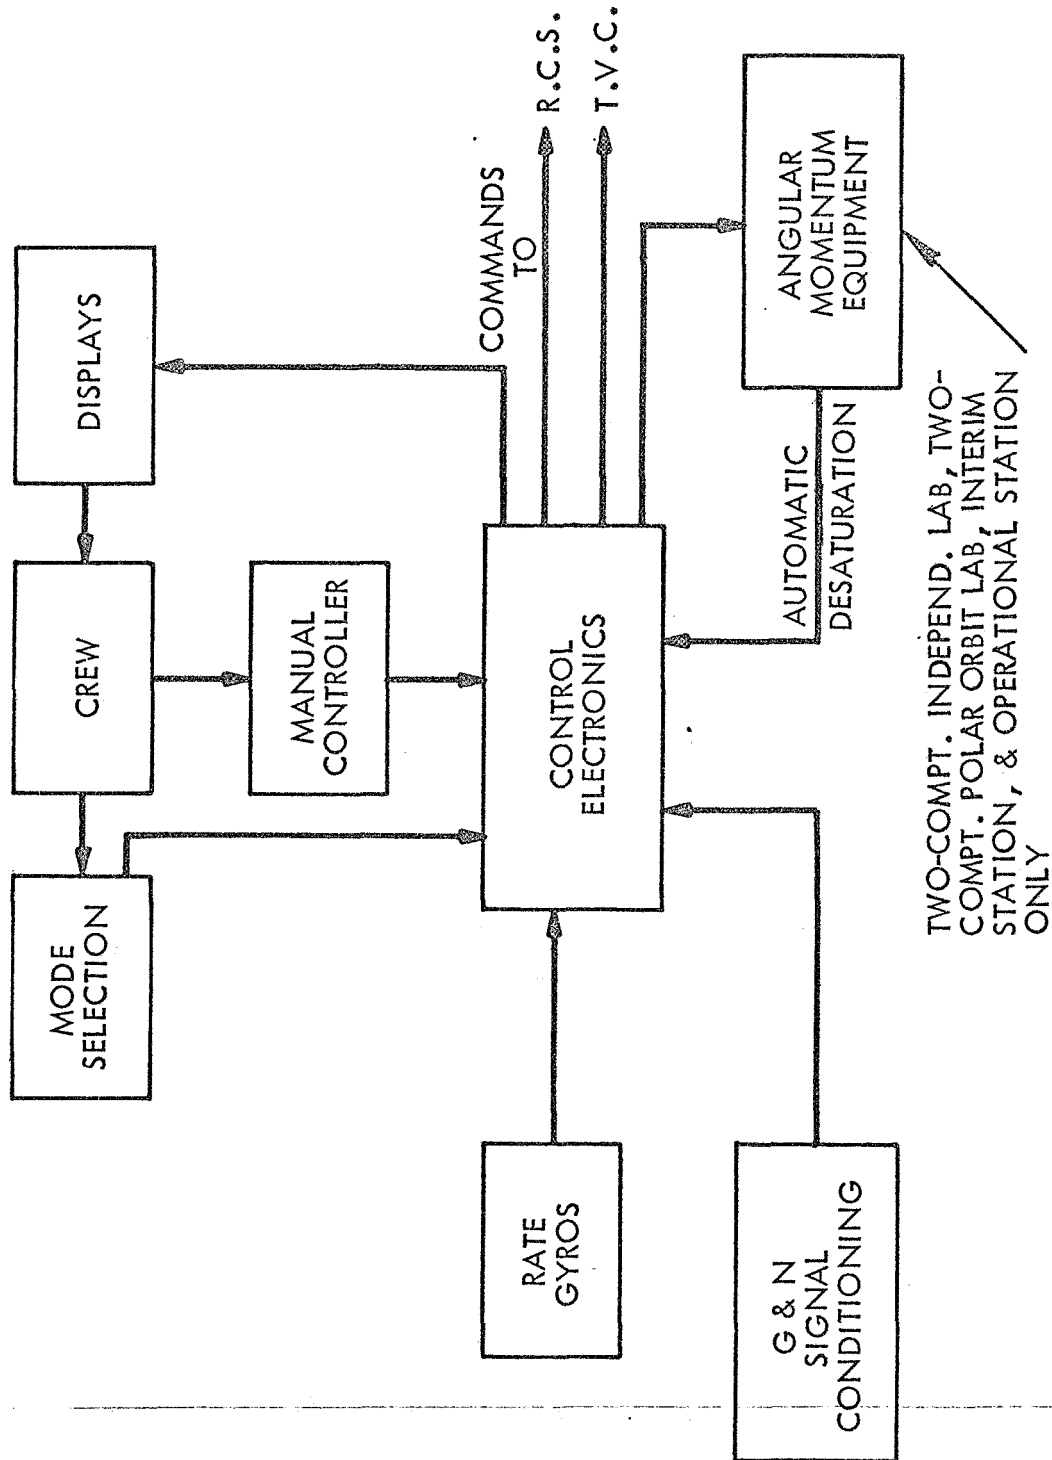 MODE
SELECTION
CREW
DISPLAYS
MANUAL
CONTROLLER
RATE
GYROS
CONTROL
ELECTRONICS
COMMANDS
TO
R.C.S.
T.V.C.
G & N
SIGNAL
CONDITIONING
AUTOMATIC
DESATURATION
ANGULAR
MOMENTUM
EQUIPMENT
TWO-COMPT. INDEPEND. LAB, TWO-
COMPT. POLAR ORBIT LAB, INTERIM
STATION, & OPERATIONAL STATION
ONLY